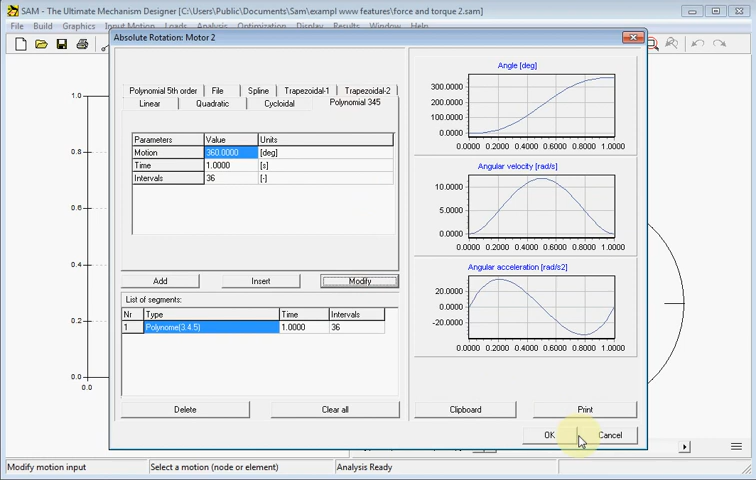 SAM - The Ultimate Mechanism Designer [C:\Users\Public\Documents\Sam\exampl www features\force and torque 2.sam]
File Build Graphics Input Motion Loads Analysis Optimization Display Results Window Help
Absolute Rotation: Motor 2
Polynomial 5th order File Spline Trapezoidal-1 Trapezoidal-2
Linear Quadratic Cycloidal Polynomial 345
Parameters Value Units
Motion 360.0000 [deg]
Time 1.0000 [s]
Intervals 36 [-]
Add Insert Modify
List of segments:
Nr Type Time Intervals
1 Polynome(3.4.5) 1.0000 36
Delete Clear all
Angle [deg]
300.0000
200.0000
100.0000
0.0000
0.0000 0.2000 0.4000 0.6000 0.8000 1.0000
Angular velocity [rad/s]
10.0000
5.0000
0.0000
0.0000 0.2000 0.4000 0.6000 0.8000 1.0000
Angular acceleration [rad/s2]
20.0000
0.0000
-20.0000
0.0000 0.2000 0.4000 0.6000 0.8000 1.0000
Clipboard Print
OK Cancel
1.0
0.8
0.6
0.4
0.2
0.0
0.0
Modify motion input Select a motion (node or element) Analysis Ready